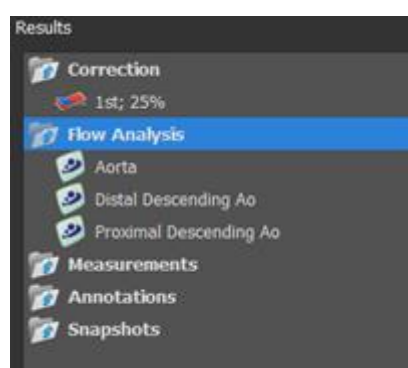 Results
Correction
1st; 25%
Flow Analysis
Aorta
Distal Descending Ao
Proximal Descending Ao
Measurements
Annotations
Snapshots